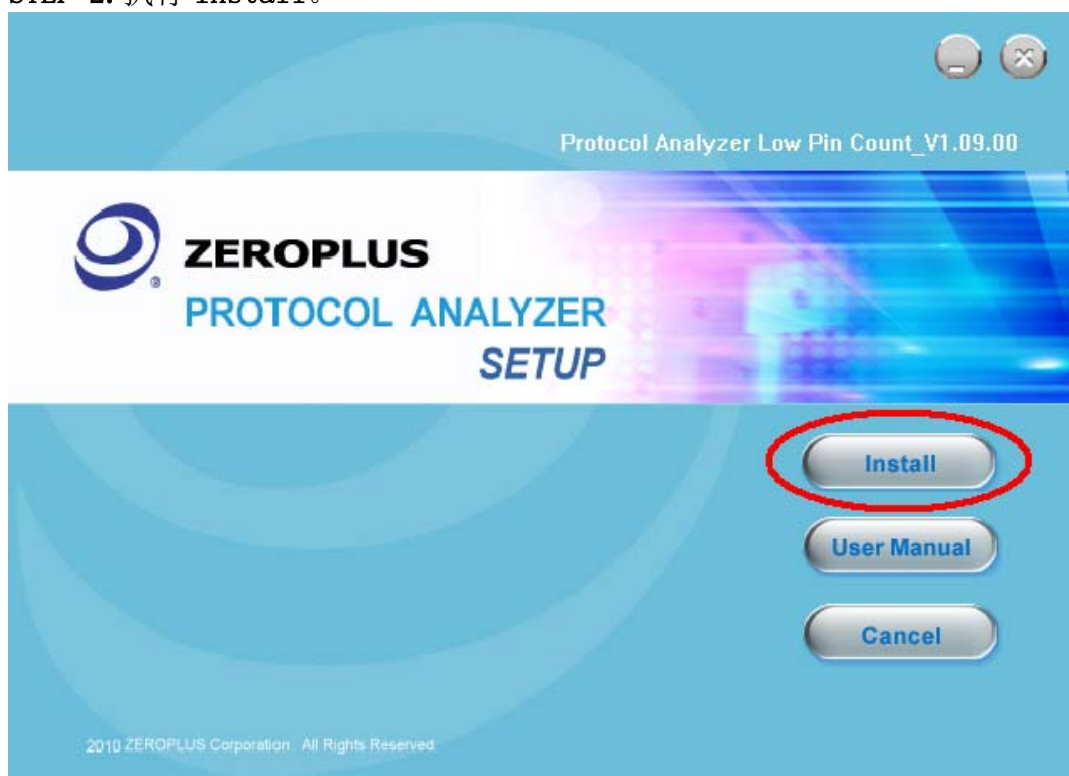 STEP 2. 執行 Install。
Protocol Analyzer Low Pin Count_V1.09.00
ZEROPLUS
®
PROTOCOL ANALYZER
SETUP
Install
User Manual
Cancel
2010 ZEROPLUS Corporation. All Rights Reserved.